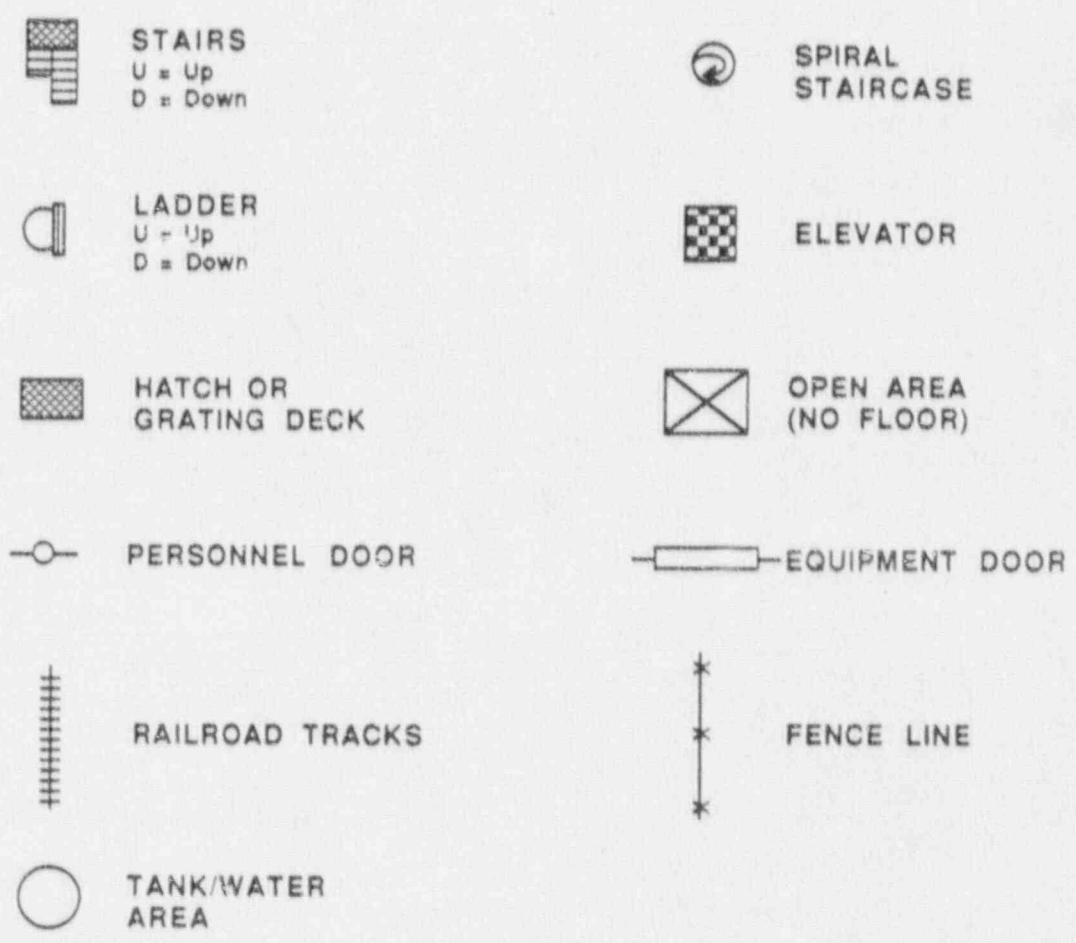 STAIRS
U = Up
D = Down
SPIRAL
STAIRCASE
LADDER
U = Up
D = Down
ELEVATOR
HATCH OR
GRATING DECK
OPEN AREA
(NO FLOOR)
PERSONNEL DOOR
EQUIPMENT DOOR
RAILROAD TRACKS
FENCE LINE
TANK/WATER
AREA